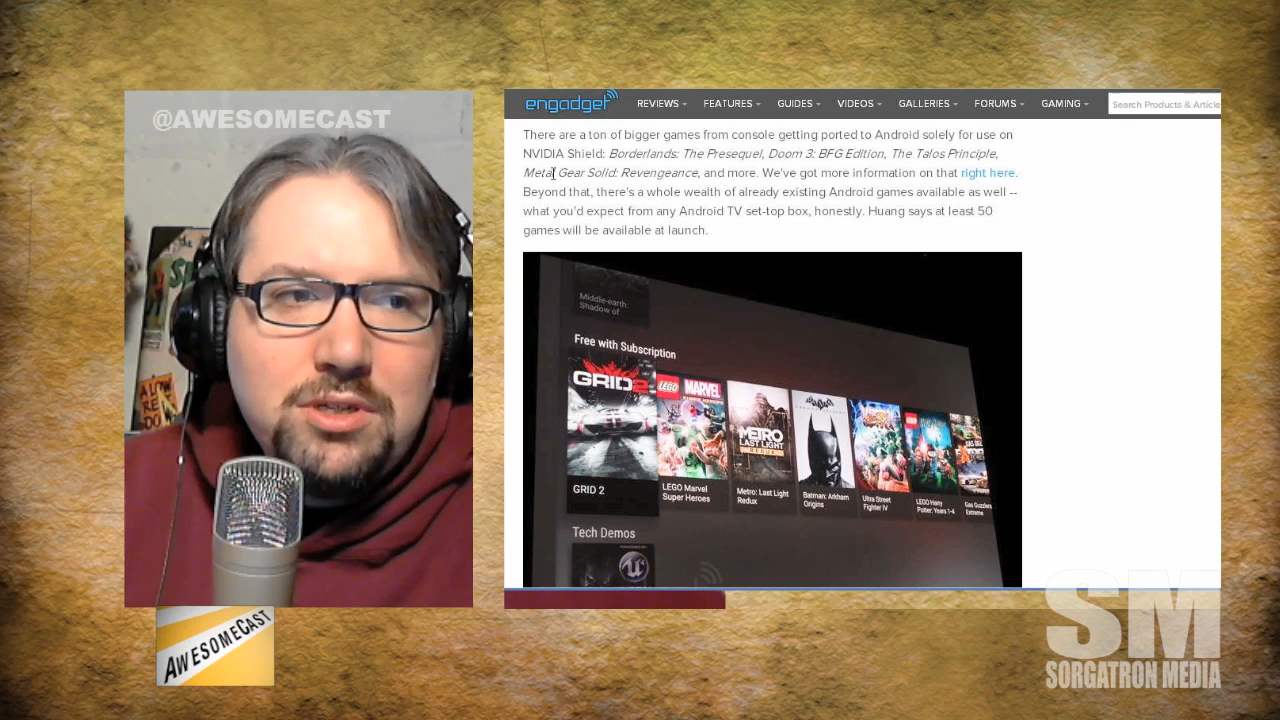 @AWESOMECAST
engadget
REVIEWS
FEATURES
GUIDES
VIDEOS
GALLERIES
FORUMS
GAMING
Search Products & Article
There are a ton of bigger games from console getting ported to Android solely for use on
NVIDIA Shield: Borderlands: The Presequel, Doom 3: BFG Edition, The Talos Principle,
Metal Gear Solid: Revengeance, and more. We've got more information on that right here.
Beyond that, there's a whole wealth of already existing Android games available as well --
what you'd expect from any Android TV set-top box, honestly. Huang says at least 50
games will be available at launch.
Middle-earth:
Shadow of
Free with Subscription
GRID 2
LEGO MARVEL
METRO
LAST LIGHT
REDUX
GRID 2
LEGO Marvel
Super Heroes
Metro: Last Light
Redux
Batman: Arkham
Origins
Ultra Street
Fighter IV
LEGO Harry
Potter: Years 1-4
Gas Guzzlers
Extreme
Tech Demos
AWESOMECAST
SM
SORGATRON MEDIA